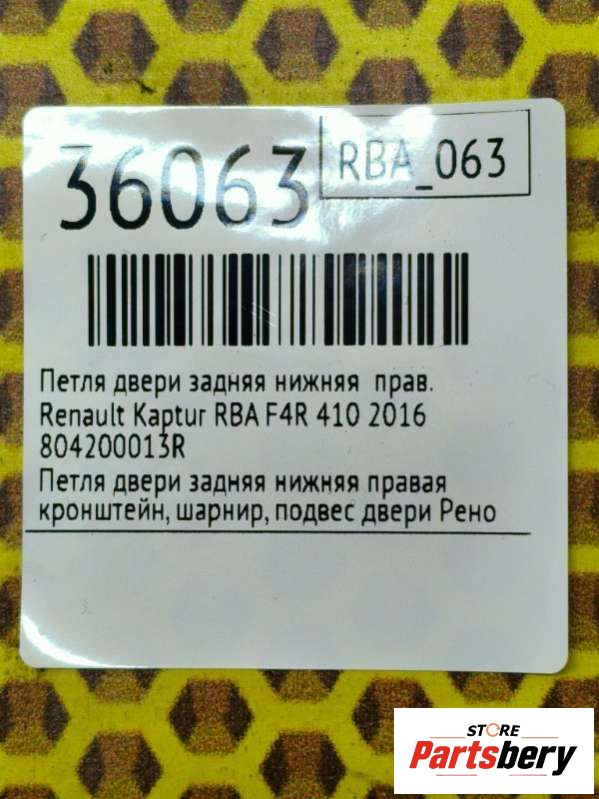 36063
RBA_063
Петля двери задняя нижняя прав.
Renault Kaptur RBA F4R 410 2016
804200013R
Петля двери задняя нижняя правая
кронштейн, шарнир, подвес двери Рено
STORE
Partsbery